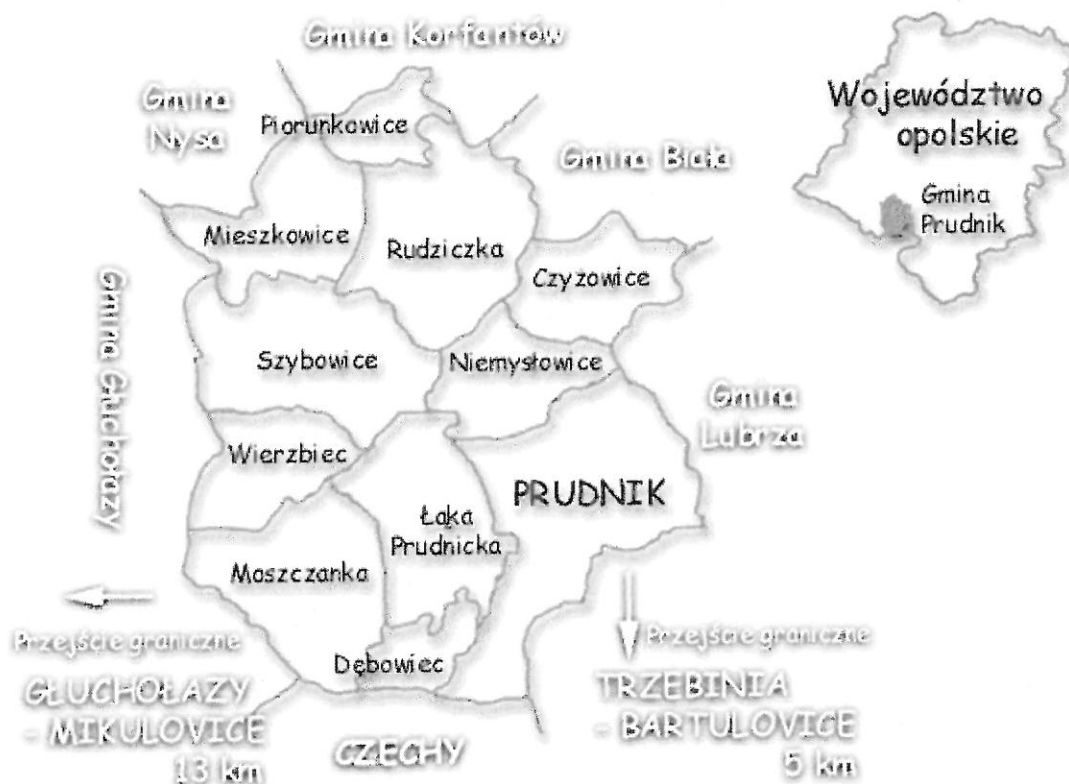 Gmina Korfantów
Gmina
Nysa
Piorunkowice
Gmina Biała
Województwo
opolskie
Gmina
Prudnik
Mieszkowice
Rudziczka
Czyzowice
Gmina Głuchołazy
Szybowice
Niemysłowice
Gmina
Lubrza
Wierzbiec
PRUDNIK
Łąka
Prudnicka
Moszczanka
Dębowiec
Przejście graniczne
GŁUCHOŁAZY
- MIKULOVICE
13 km
CZECHY
Przejście graniczne
TRZEBINIA
- BARTULOVICE
5 km